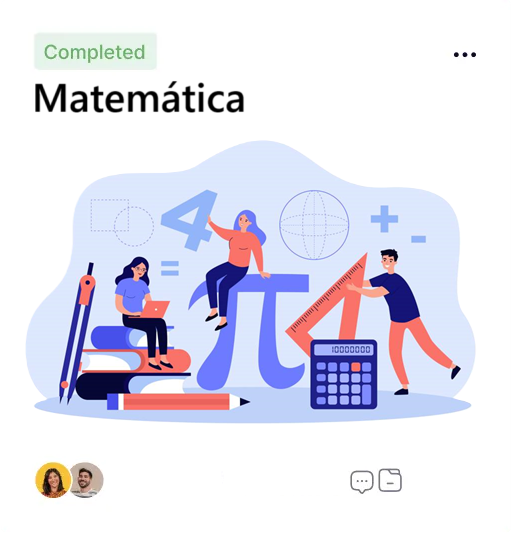 Completed
Matemática
4
+
-
=
π
10000000